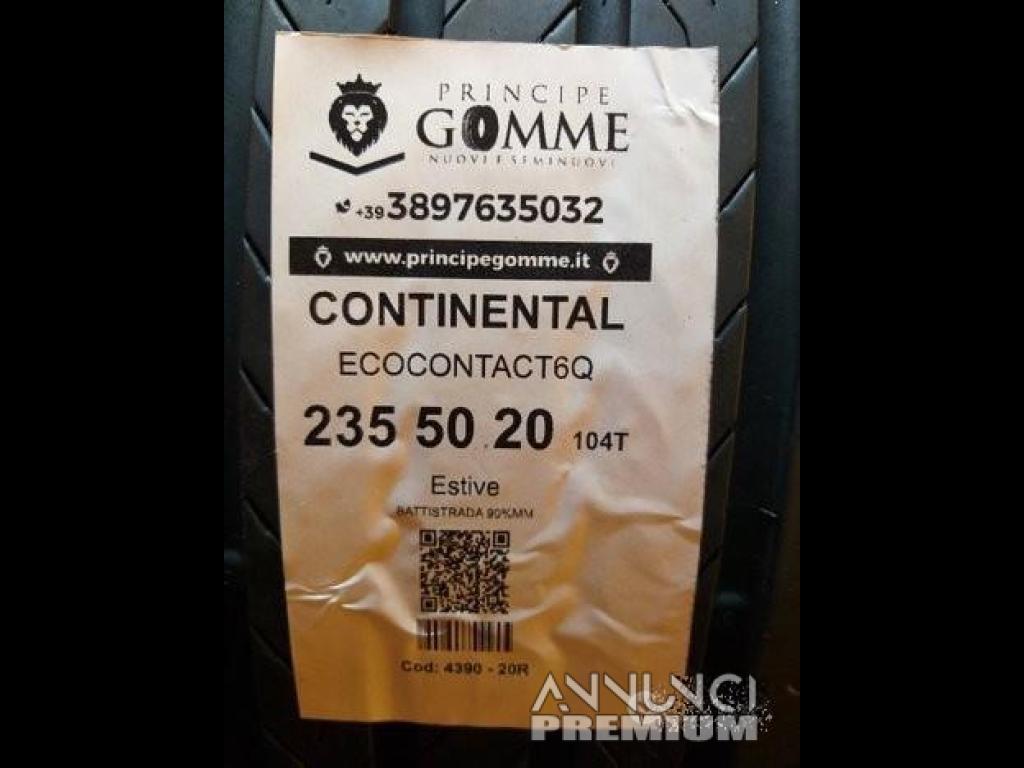 PRINCIPE
GOMME
NUOVI E SEMINUOVI
+39 3897635032
www.principegomme.it
CONTINENTAL
ECOCONTACT6Q
235 50 20 104T
Estive
BATTISTRADA 90%MM
Cod: 4390 - 20R
ANNUNCI
PREMIUM